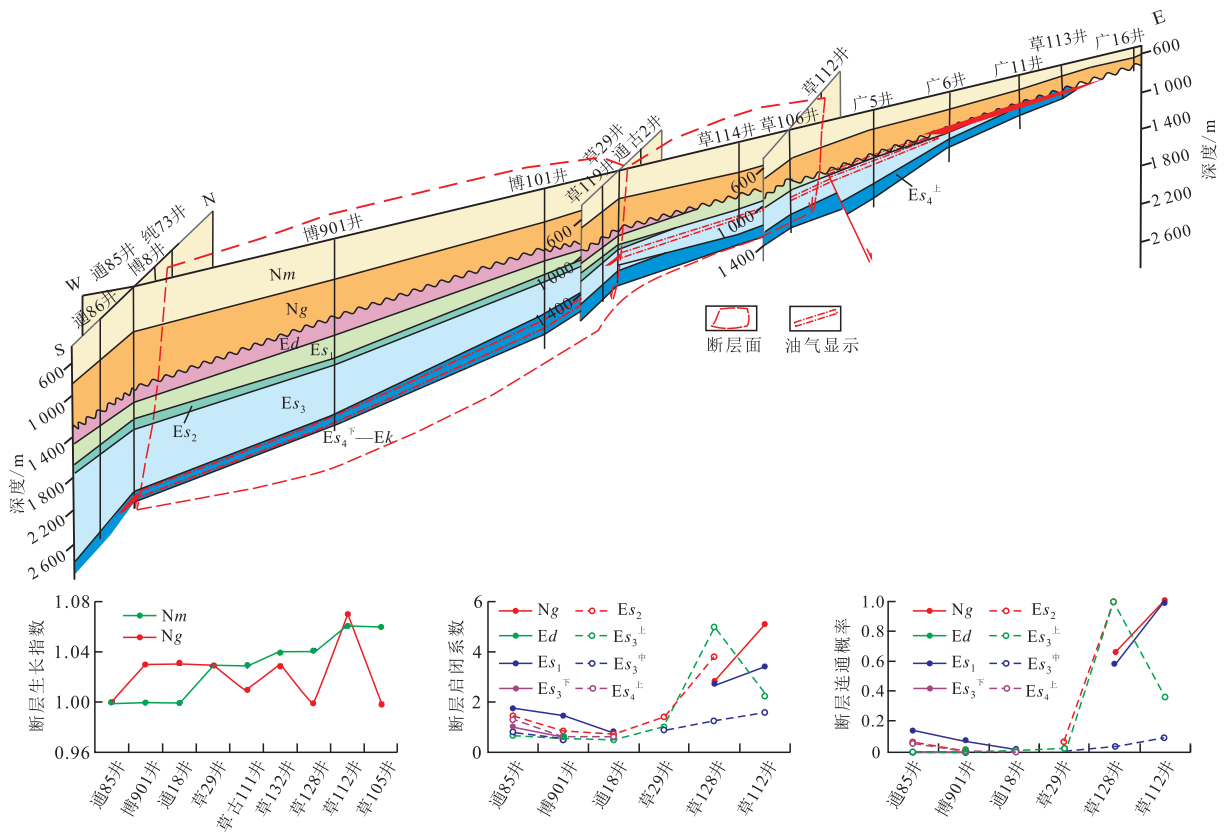 E
广16井
草113井
广11井
广6井
广5井
草112井
草106井
草114井
通古2井
草29井
草119井
博101井
博901井
N
纯73井
通85井
博8井
W
通86井
S
600
1 000
1 400
1 800
2 200
2 600
深度/m
600
1 000
1 400
1 800
2 200
2 600
深度/m
600
1 000
1 400
600
1 000
1 400
Nm
Ng
Ed
Es₁
Es₂
Es₃
Es₄下—Ek
Es₄上
断层面
油气显示
断层生长指数
1.08
1.04
1.00
0.96
Nm
Ng
通85井
博901井
通18井
草29井
草古111井
草132井
草128井
草112井
草105井
断层启闭系数
6
4
2
0
Ng
Es₂
Ed
Es₃上
Es₁
Es₃中
Es₃下
Es₄上
通85井
博901井
通18井
草29井
草128井
草112井
断层连通概率
1.0
0.8
0.6
0.4
0.2
0
Ng
Es₂
Ed
Es₃上
Es₁
Es₃中
Es₃下
Es₄上
通85井
博901井
通18井
草29井
草128井
草112井